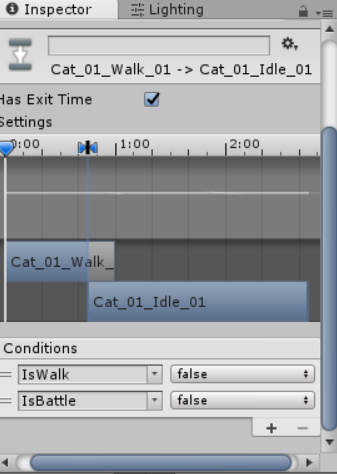 Inspector Lighting
Cat_01_Walk_01 -> Cat_01_Idle_01
Has Exit Time
Settings
0:00 1:00 2:00
Cat_01_Walk_
Cat_01_Idle_01
Conditions
IsWalk false
IsBattle false